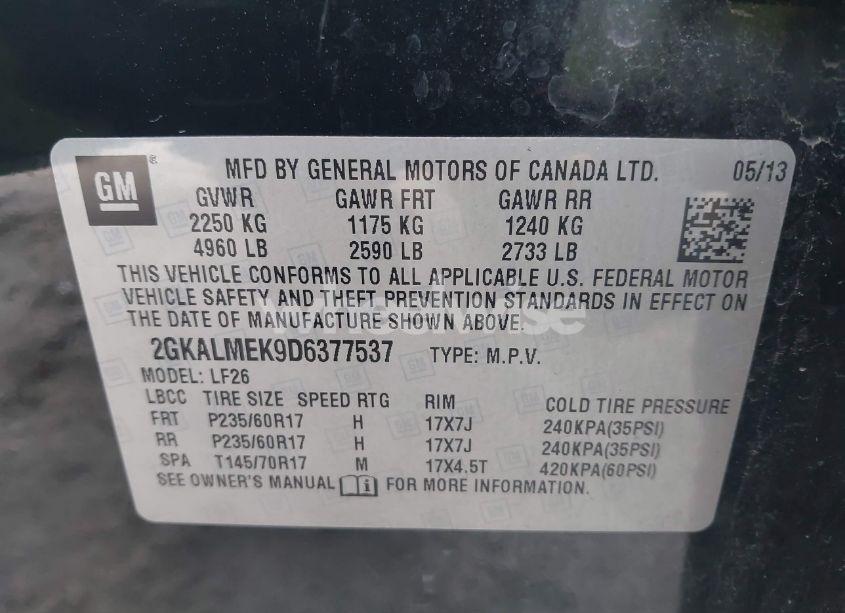 GM ® MFD BY GENERAL MOTORS OF CANADA LTD. 05/13
GVWR GAWR FRT GAWR RR
2250 KG 1175 KG 1240 KG
4960 LB 2590 LB 2733 LB
THIS VEHICLE CONFORMS TO ALL APPLICABLE U.S. FEDERAL MOTOR
VEHICLE SAFETY AND THEFT PREVENTION STANDARDS IN EFFECT ON
THE DATE OF MANUFACTURE SHOWN ABOVE.
2GKALMEK9D6377537 TYPE: M.P.V.
MODEL: LF26
LBCC TIRE SIZE SPEED RTG RIM COLD TIRE PRESSURE
FRT P235/60R17 H 17X7J 240KPA(35PSI)
RR P235/60R17 H 17X7J 240KPA(35PSI)
SPA T145/70R17 M 17X4.5T 420KPA(60PSI)
SEE OWNER'S MANUAL FOR MORE INFORMATION.